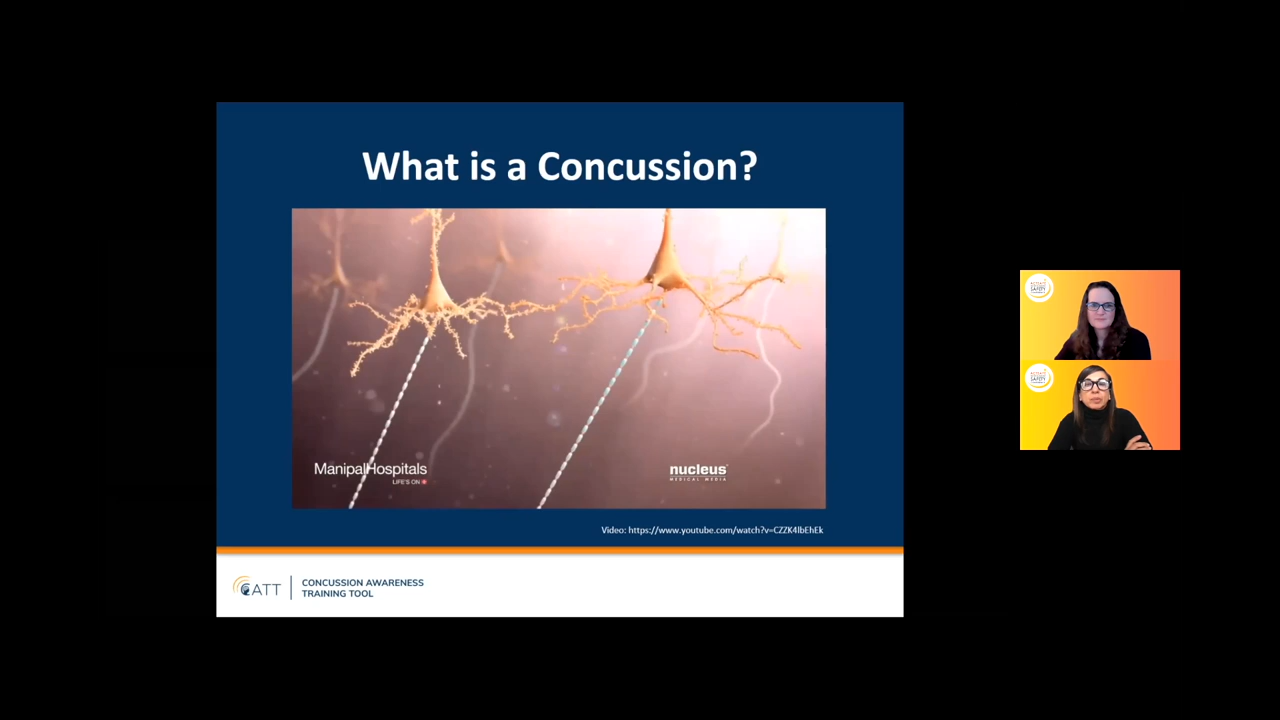 What is a Concussion?
ManipalHospitals
LIFE'S ON
nucleus
MEDICAL MEDIA
Video: https://www.youtube.com/watch?v=CZZK4IbEhEk
CATT
CONCUSSION AWARENESS
TRAINING TOOL